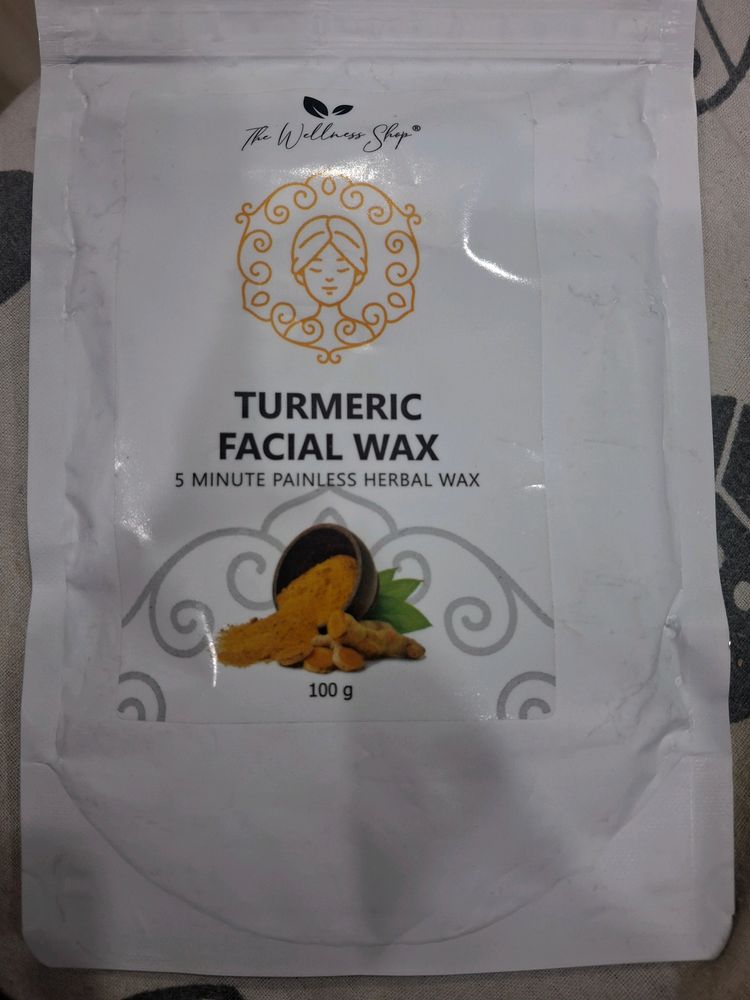 The Wellness Shop®
TURMERIC
FACIAL WAX
5 MINUTE PAINLESS HERBAL WAX
100 g